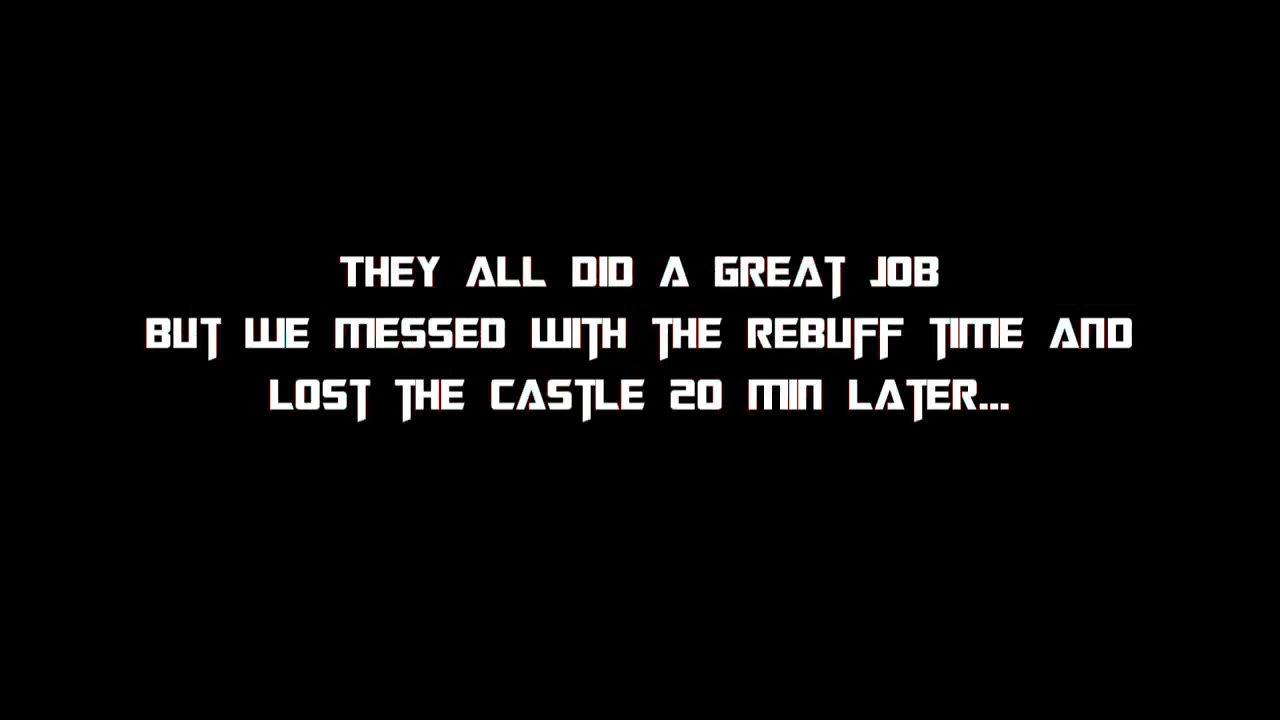 THEY ALL DID A GREAT JOB
BUT WE MESSED WITH THE REBUFF TIME AND
LOST THE CASTLE 20 MIN LATER...